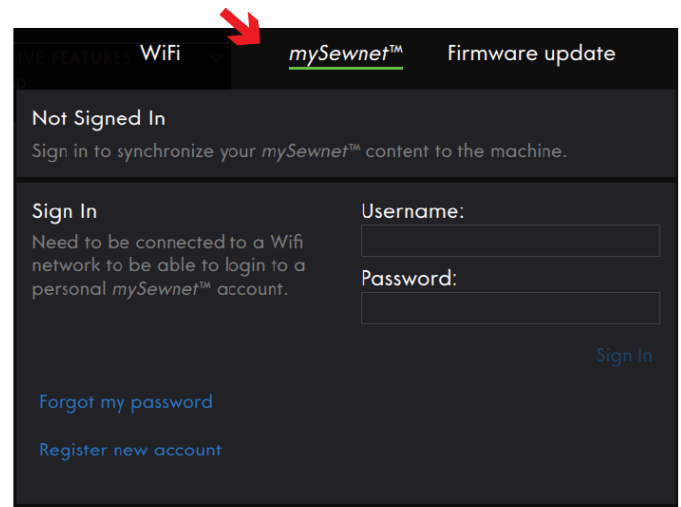 WiFi
mySewnet™
Firmware update
IVE FEATURES
Not Signed In
Sign in to synchronize your mySewnet™ content to the machine.
Sign In
Need to be connected to a Wifi
network to be able to login to a
personal mySewnet™ account.
Username:
Password:
Sign In
Forgot my password
Register new account